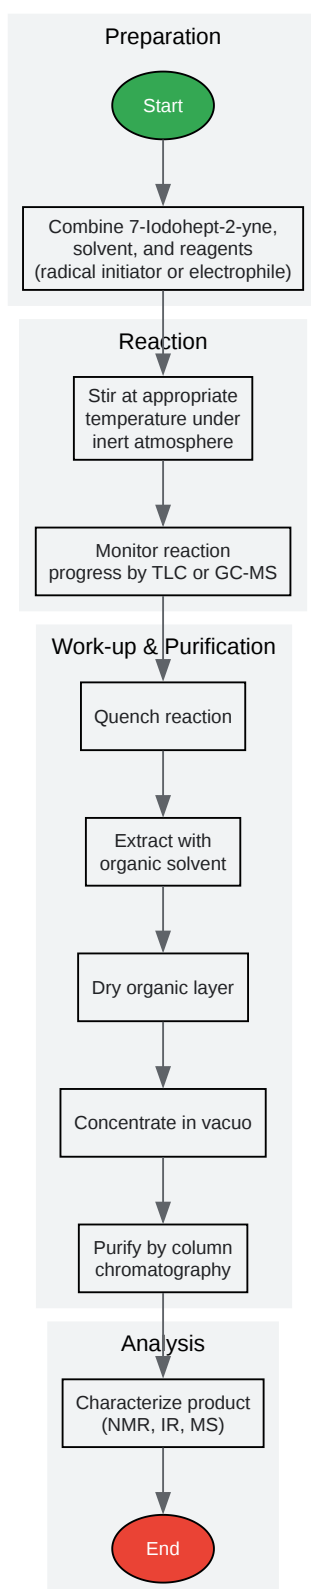 Preparation
Start
Combine 7-Iodohept-2-yne,
solvent, and reagents
(radical initiator or electrophile)
Reaction
Stir at appropriate
temperature under
inert atmosphere
Monitor reaction
progress by TLC or GC-MS
Work-up & Purification
Quench reaction
Extract with
organic solvent
Dry organic layer
Concentrate in vacuo
Purify by column
chromatography
Analysis
Characterize product
(NMR, IR, MS)
End